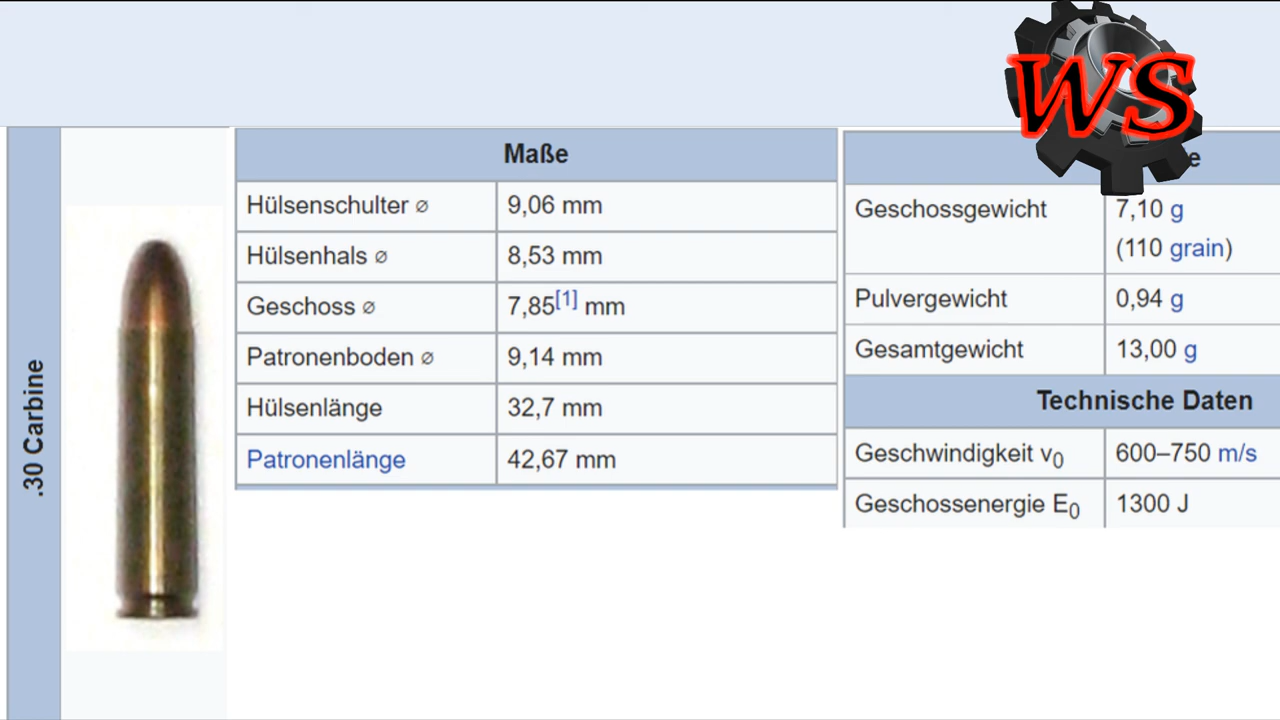 WS
.30 Carbine
Maße
Hülsenschulter ⌀ 9,06 mm
Hülsenhals ⌀ 8,53 mm
Geschoss ⌀ 7,85[1] mm
Patronenboden ⌀ 9,14 mm
Hülsenlänge 32,7 mm
Patronenlänge 42,67 mm
Geschossgewicht 7,10 g
(110 grain)
Pulvergewicht 0,94 g
Gesamtgewicht 13,00 g
Technische Daten
Geschwindigkeit v0 600–750 m/s
Geschossenergie E0 1300 J